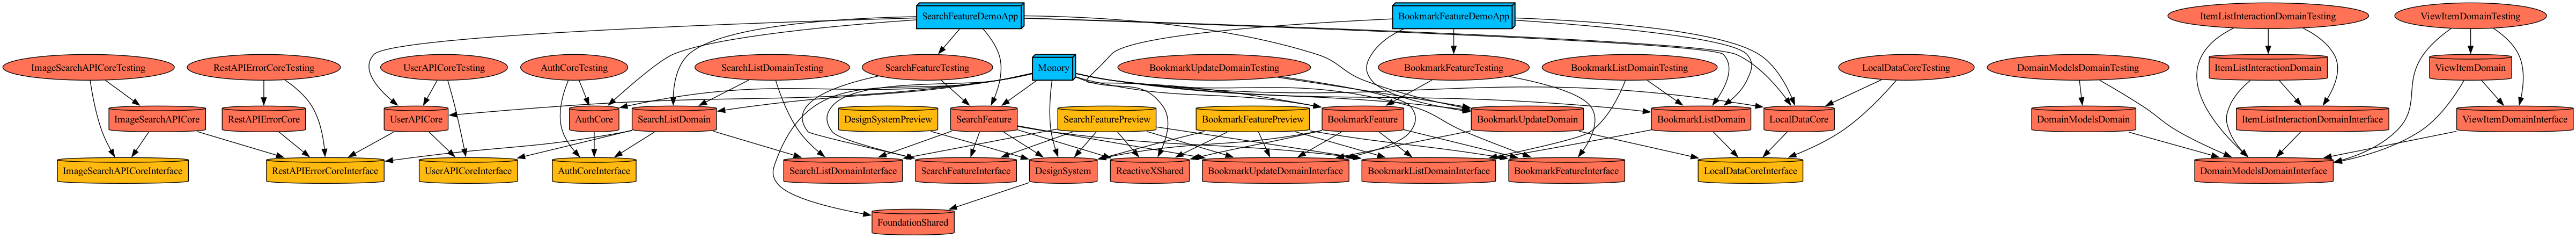 SearchFeatureDemoApp
BookmarkFeatureDemoApp
ItemListInteractionDomainTesting
ViewItemDomainTesting
ImageSearchAPICoreTesting
RestAPIErrorCoreTesting
UserAPICoreTesting
AuthCoreTesting
SearchListDomainTesting
SearchFeatureTesting
Monory
BookmarkUpdateDomainTesting
BookmarkFeatureTesting
BookmarkListDomainTesting
LocalDataCoreTesting
DomainModelsDomainTesting
ItemListInteractionDomain
ViewItemDomain
ImageSearchAPICore
RestAPIErrorCore
UserAPICore
AuthCore
SearchListDomain
DesignSystemPreview
SearchFeature
SearchFeaturePreview
BookmarkFeaturePreview
BookmarkFeature
BookmarkUpdateDomain
BookmarkListDomain
LocalDataCore
DomainModelsDomain
ItemListInteractionDomainInterface
ViewItemDomainInterface
ImageSearchAPICoreInterface
RestAPIErrorCoreInterface
UserAPICoreInterface
AuthCoreInterface
SearchListDomainInterface
SearchFeatureInterface
DesignSystem
ReactiveXShared
BookmarkUpdateDomainInterface
BookmarkListDomainInterface
BookmarkFeatureInterface
LocalDataCoreInterface
DomainModelsDomainInterface
FoundationShared